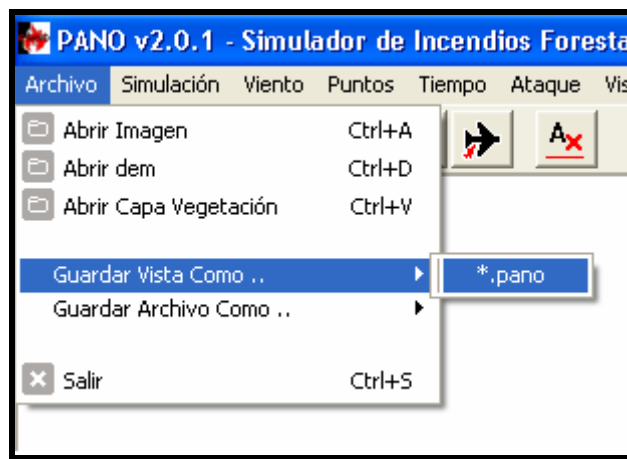 PANO v2.0.1 - Simulador de Incendios Foresta
Archivo Simulación Viento Puntos Tiempo Ataque Vis
Abrir Imagen Ctrl+A
Abrir dem Ctrl+D
Abrir Capa Vegetación Ctrl+V
Guardar Vista Como .. *.pano
Guardar Archivo Como ..
Salir Ctrl+S